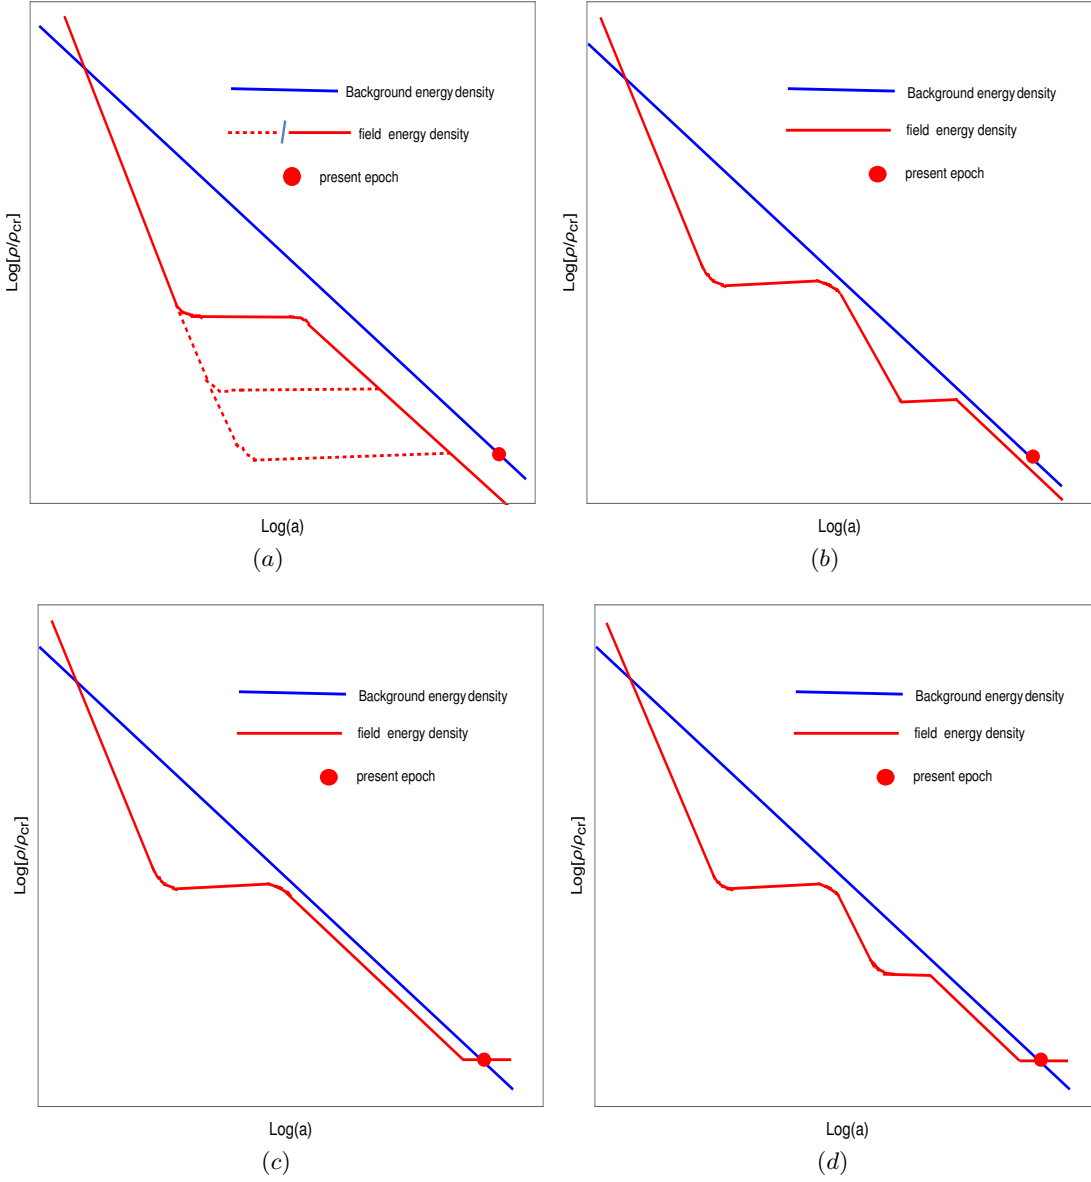 Background energy density
field energy density
present epoch
Log[ρ/ρcr]
Log(a)
(a)
Background energy density
field energy density
present epoch
Log[ρ/ρcr]
Log(a)
(b)
Background energy density
field energy density
present epoch
Log[ρ/ρcr]
Log(a)
(c)
Background energy density
field energy density
present epoch
Log[ρ/ρcr]
Log(a)
(d)